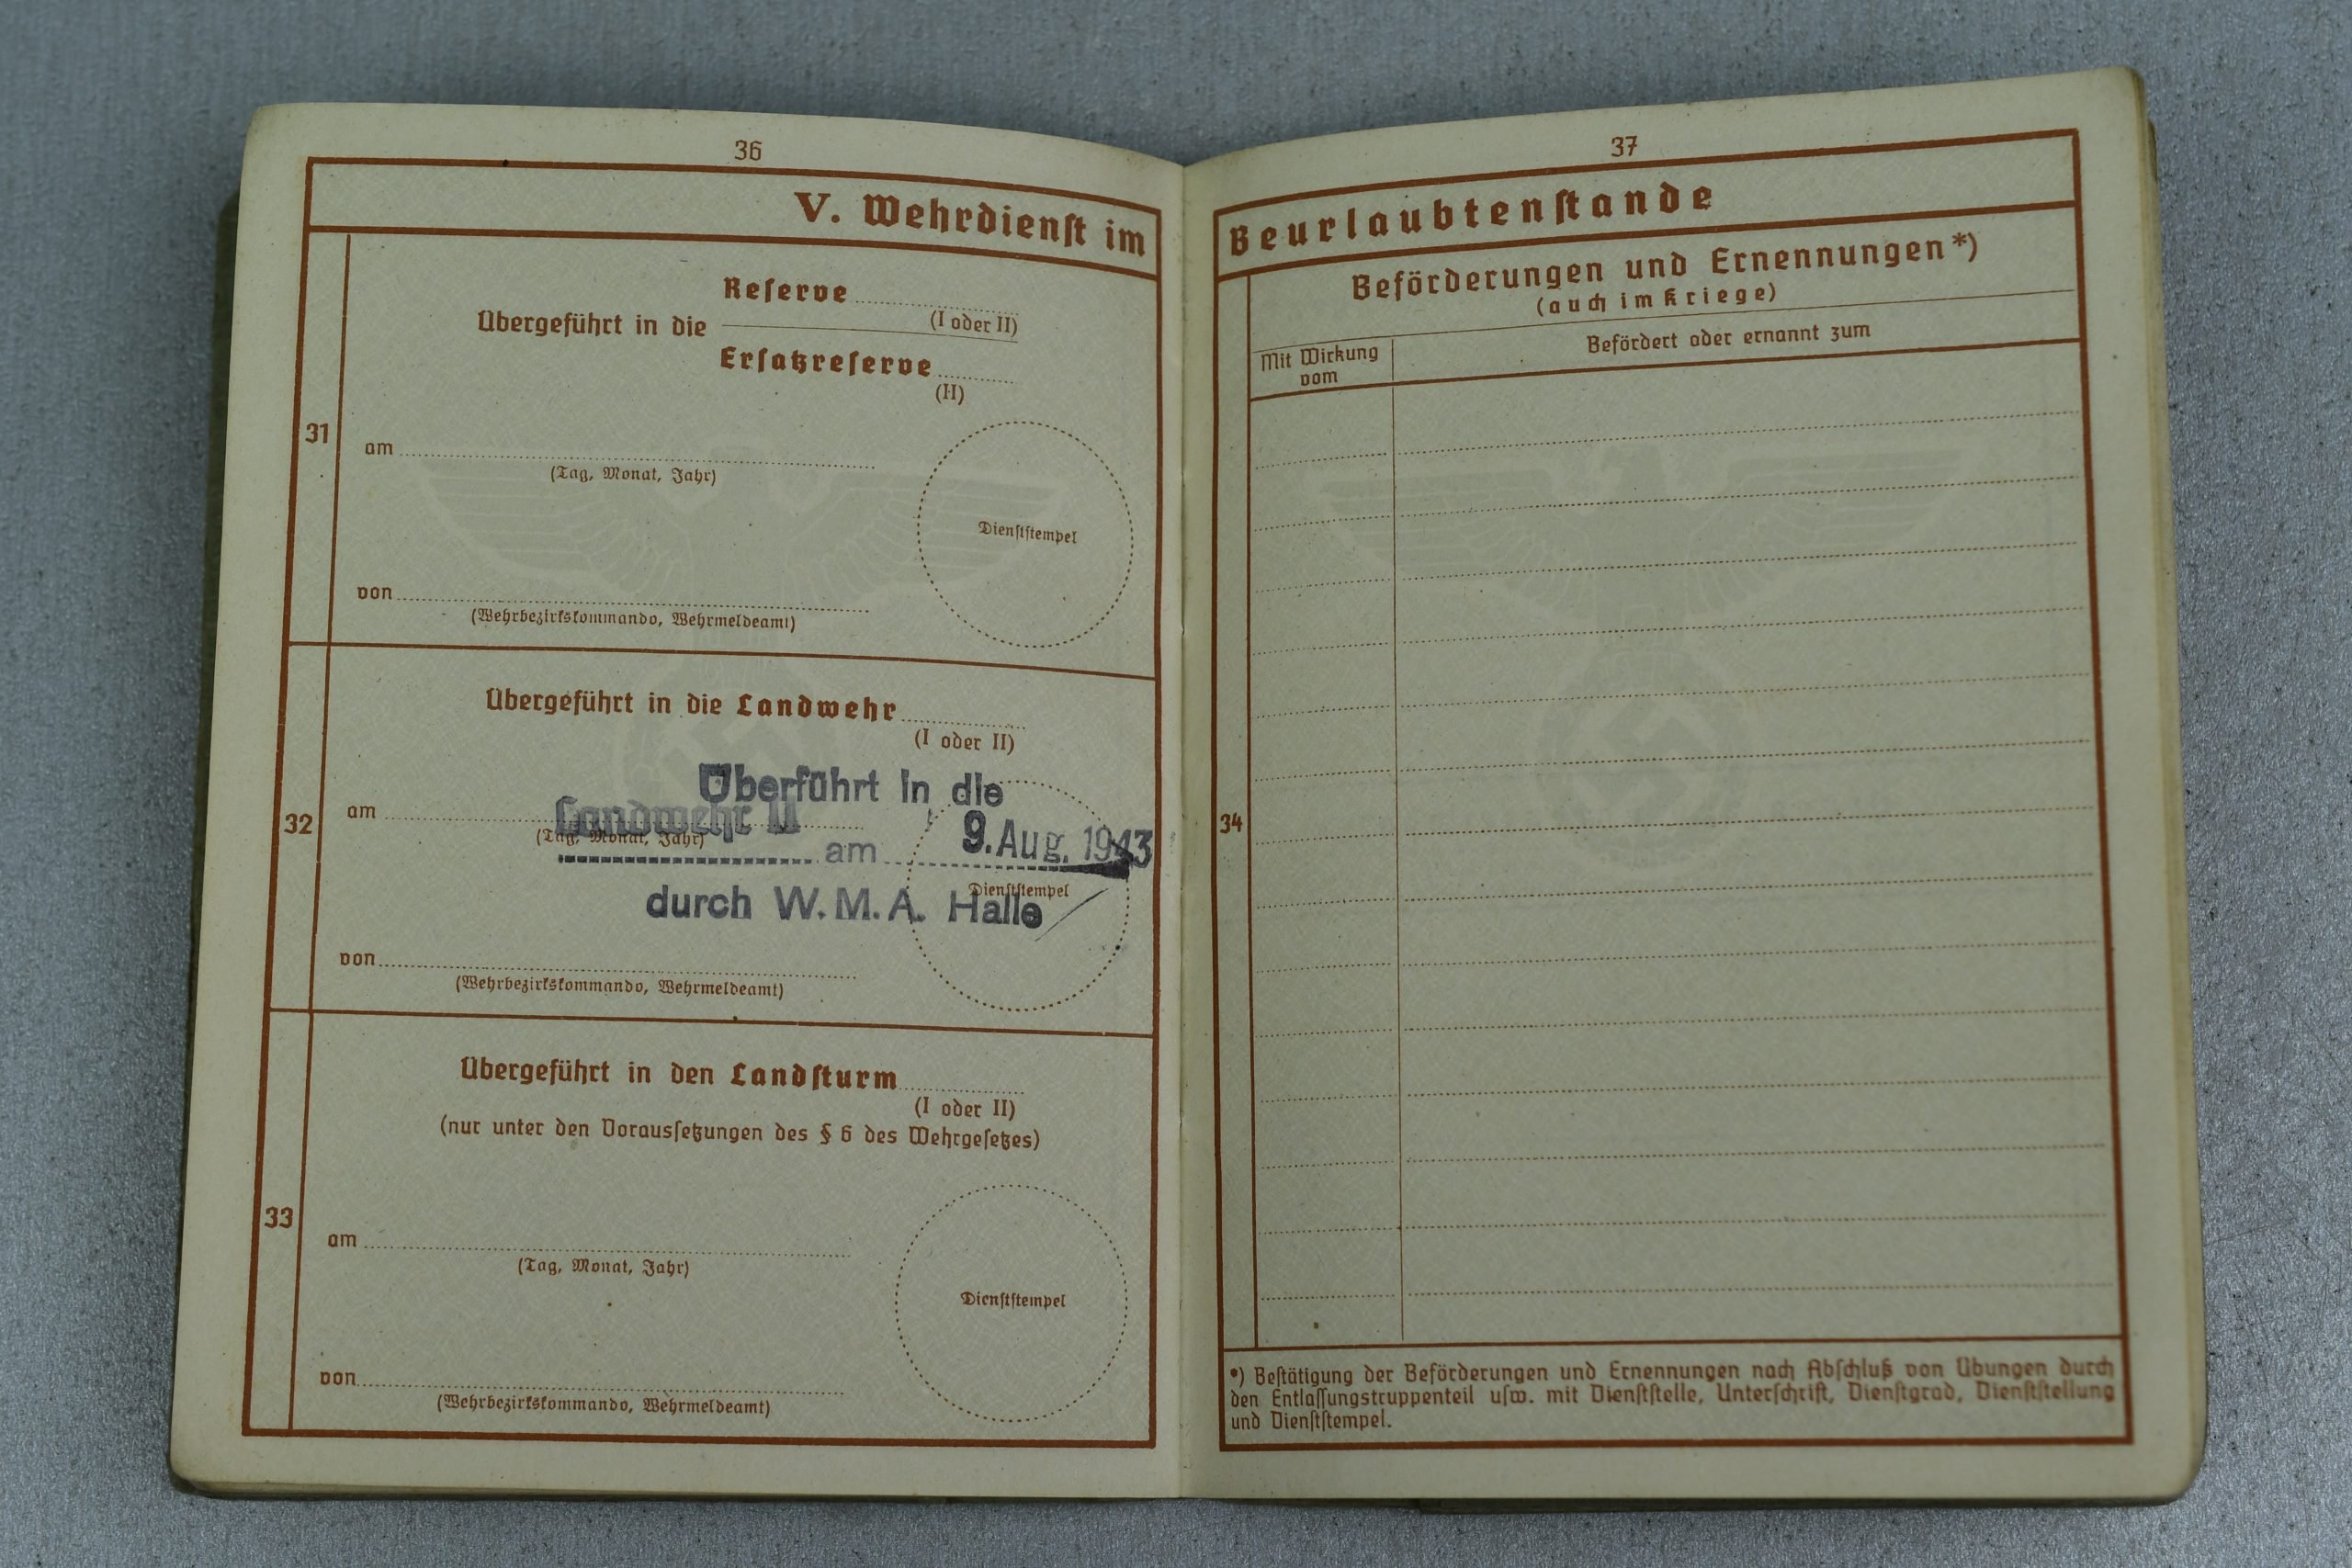 36
V. Wehrdienst im
31
Reserve
Übergeführt in die
(I oder II)
Ersatzreserve
(II)
am
(Tag, Monat, Jahr)
Dienststempel
von
(Wehrbezirkskommando, Wehrmeldeamt)
32
Übergeführt in die Landwehr
(I oder II)
Überführt in die
am
Landwehr II
(Tag, Monat, Jahr)
am 9. Aug. 1943
Dienststempel
durch W.M.A. Halle
von
(Wehrbezirkskommando, Wehrmeldeamt)
33
Übergeführt in den Landsturm
(I oder II)
(nur unter den Voraussetzungen des § 6 des Wehrgesetzes)
am
(Tag, Monat, Jahr)
Dienststempel
von
(Wehrbezirkskommando, Wehrmeldeamt)
37
Beurlaubtenstande
Beförderungen und Ernennungen*)
(auch im Kriege)
Mit Wirkung
vom
Befördert oder ernannt zum
34
*) Bestätigung der Beförderungen und Ernennungen nach Abschluß von Übungen durch
den Entlassungstruppenteil usw. mit Dienststelle, Unterschrift, Dienstgrad, Dienststellung
und Dienststempel.